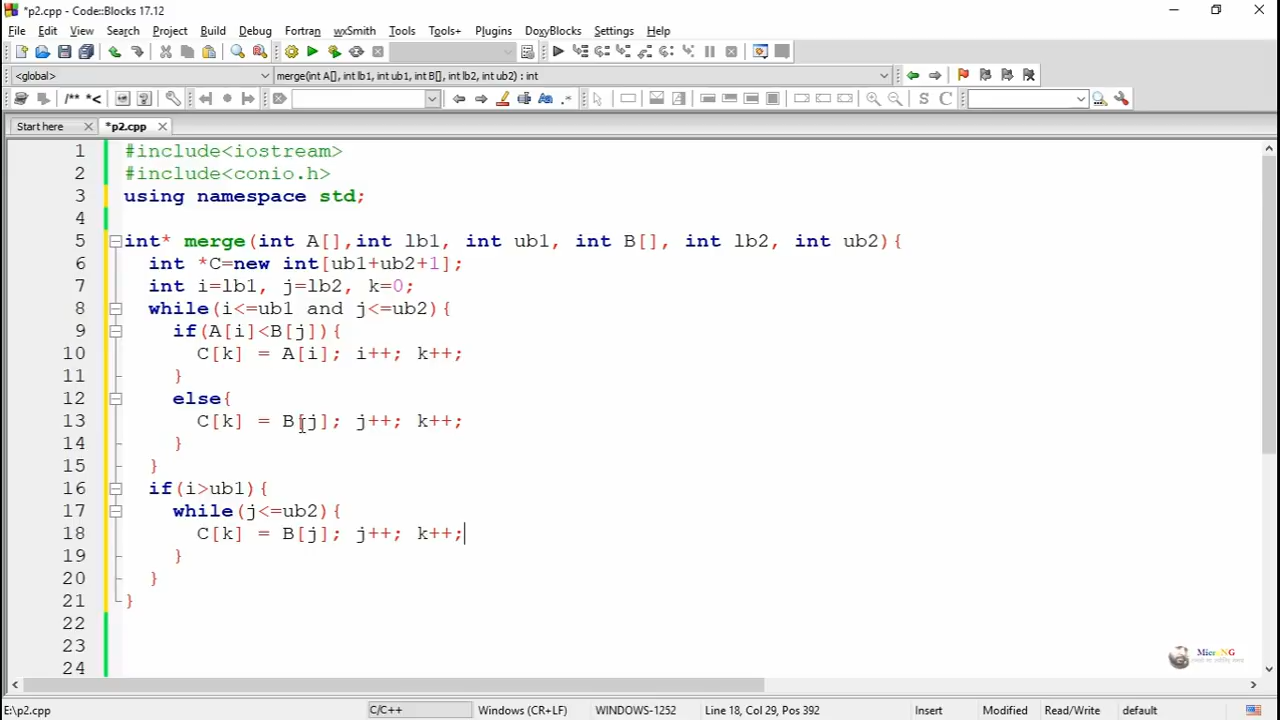 *p2.cpp - Code::Blocks 17.12
File Edit View Search Project Build Debug Fortran wxSmith Tools Tools+ Plugins DoxyBlocks Settings Help
<global> merge(int A[], int lb1, int ub1, int B[], int lb2, int ub2) : int
/** *< S C
Start here *p2.cpp
1 #include<iostream>
2 #include<conio.h>
3 using namespace std;
4
5 int* merge(int A[],int lb1, int ub1, int B[], int lb2, int ub2){
6 int *C=new int[ub1+ub2+1];
7 int i=lb1, j=lb2, k=0;
8 while(i<=ub1 and j<=ub2){
9 if(A[i]<B[j]){
10 C[k] = A[i]; i++; k++;
11 }
12 else{
13 C[k] = B[j]; j++; k++;
14 }
15 }
16 if(i>ub1){
17 while(j<=ub2){
18 C[k] = B[j]; j++; k++;
19 }
20 }
21 }
22
23
24
MicroNG
E:\p2.cpp C/C++ Windows (CR+LF) WINDOWS-1252 Line 18, Col 29, Pos 392 Insert Modified Read/Write default